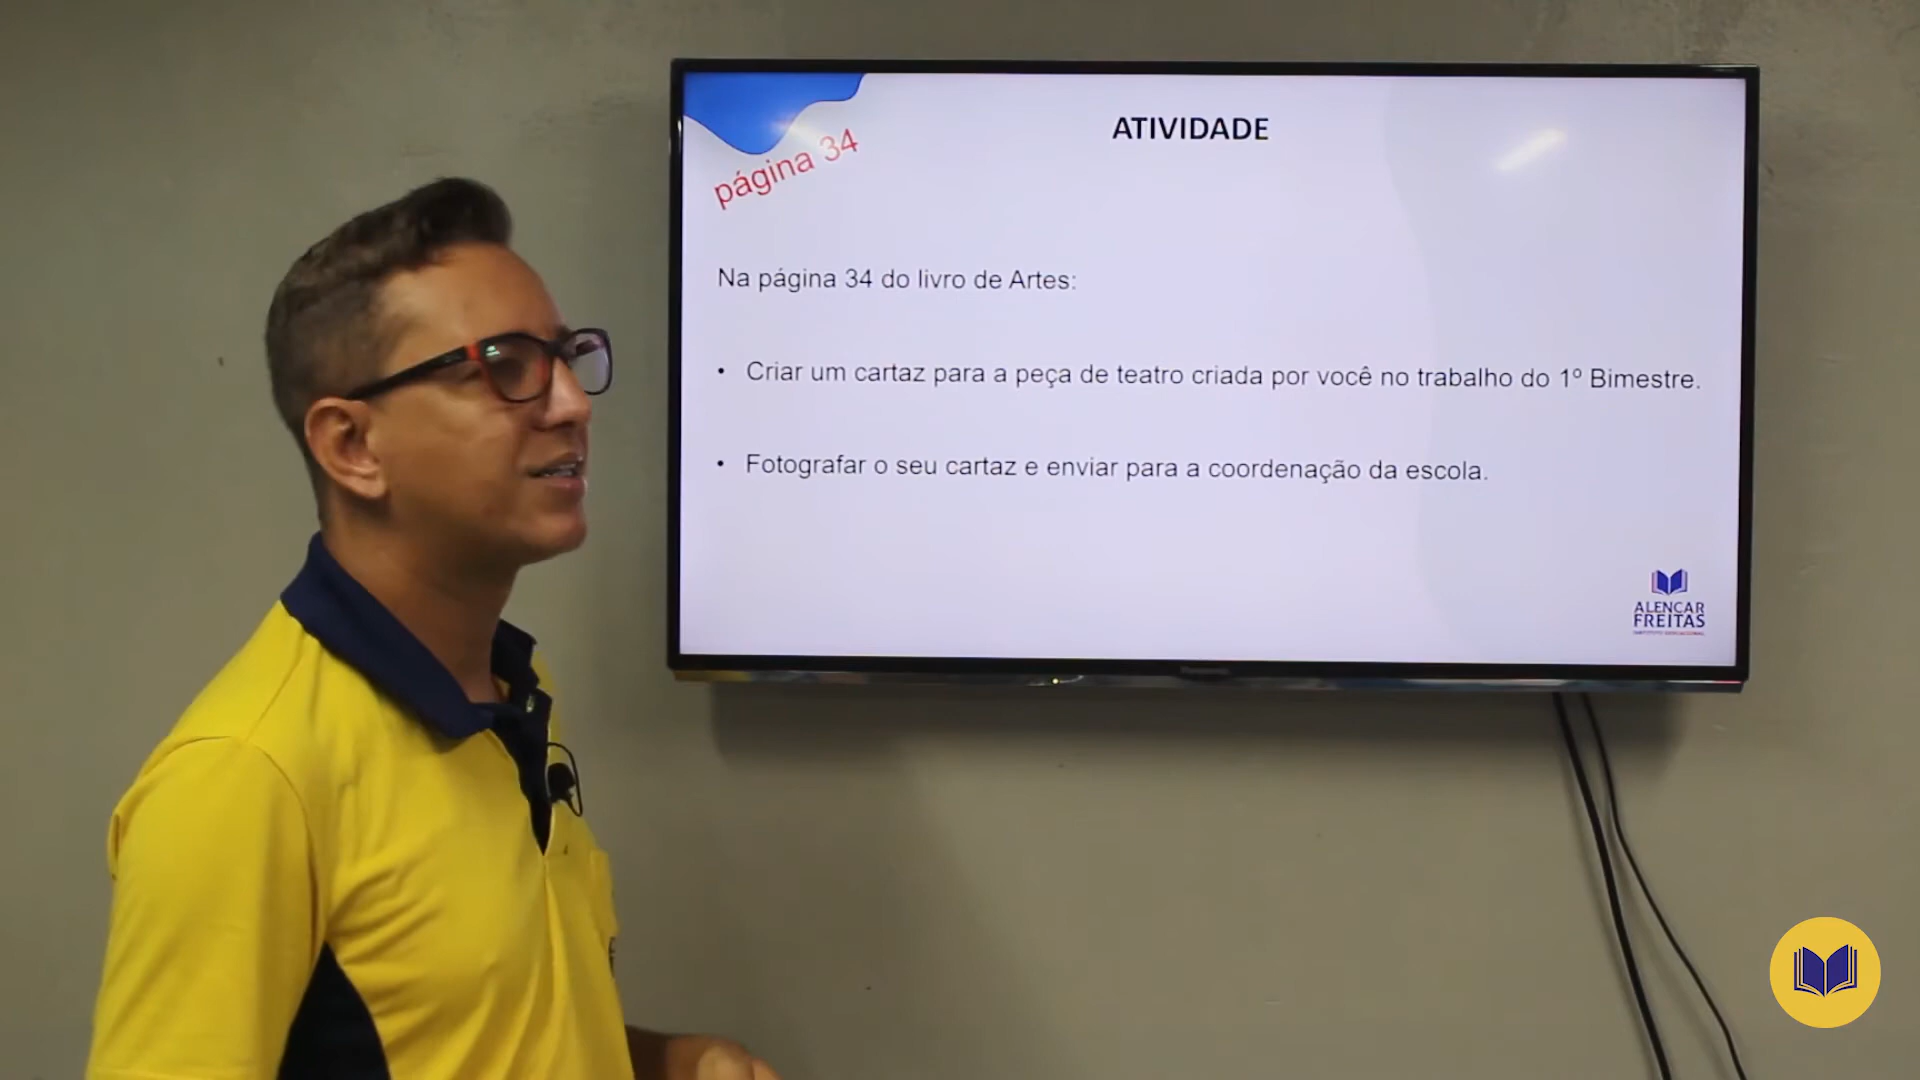 ATIVIDADE
página 34
Na página 34 do livro de Artes:
• Criar um cartaz para a peça de teatro criada por você no trabalho do 1º Bimestre.
• Fotografar o seu cartaz e enviar para a coordenação da escola.
ALENCAR
FREITAS